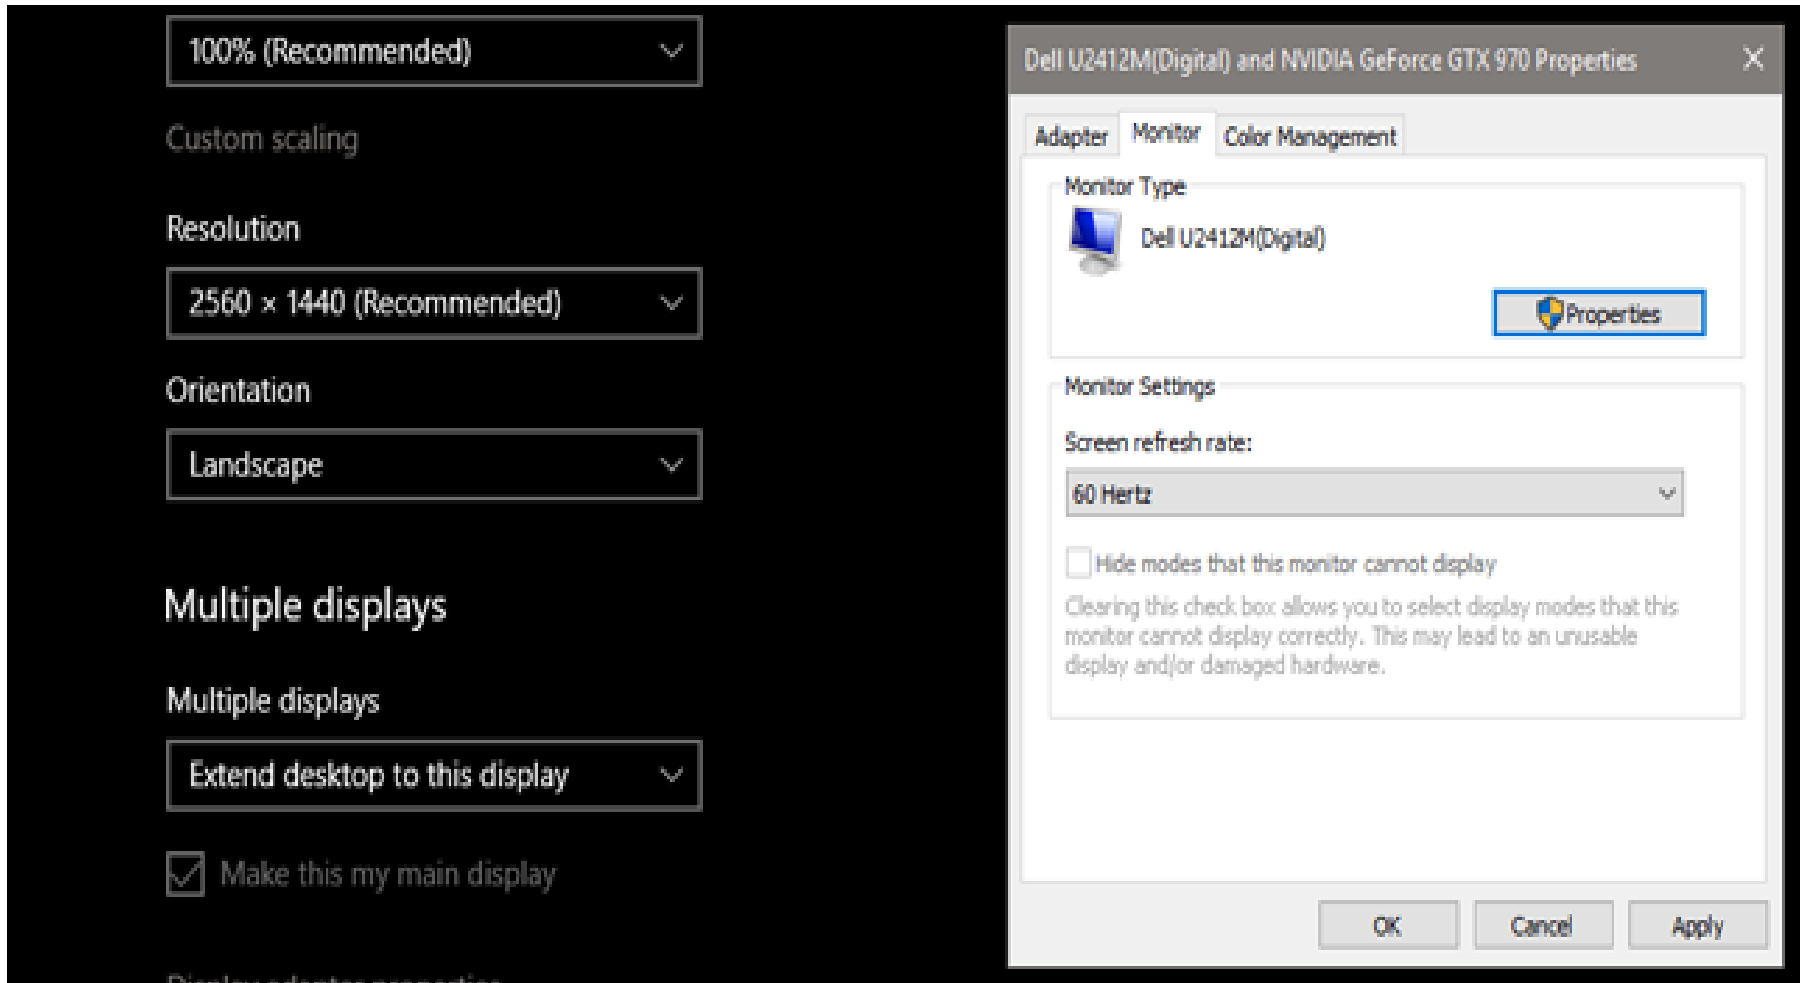 100% (Recommended)
Custom scaling
Resolution
2560 × 1440 (Recommended)
Orientation
Landscape
Multiple displays
Multiple displays
Extend desktop to this display
Make this my main display
Display adapter properties
Dell U2412M(Digital) and NVIDIA GeForce GTX 970 Properties
Adapter
Monitor
Color Management
Monitor Type
Dell U2412M(Digital)
Properties
Monitor Settings
Screen refresh rate:
60 Hertz
Hide modes that this monitor cannot display
Clearing this check box allows you to select display modes that this
monitor cannot display correctly. This may lead to an unusable
display and/or damaged hardware.
OK
Cancel
Apply